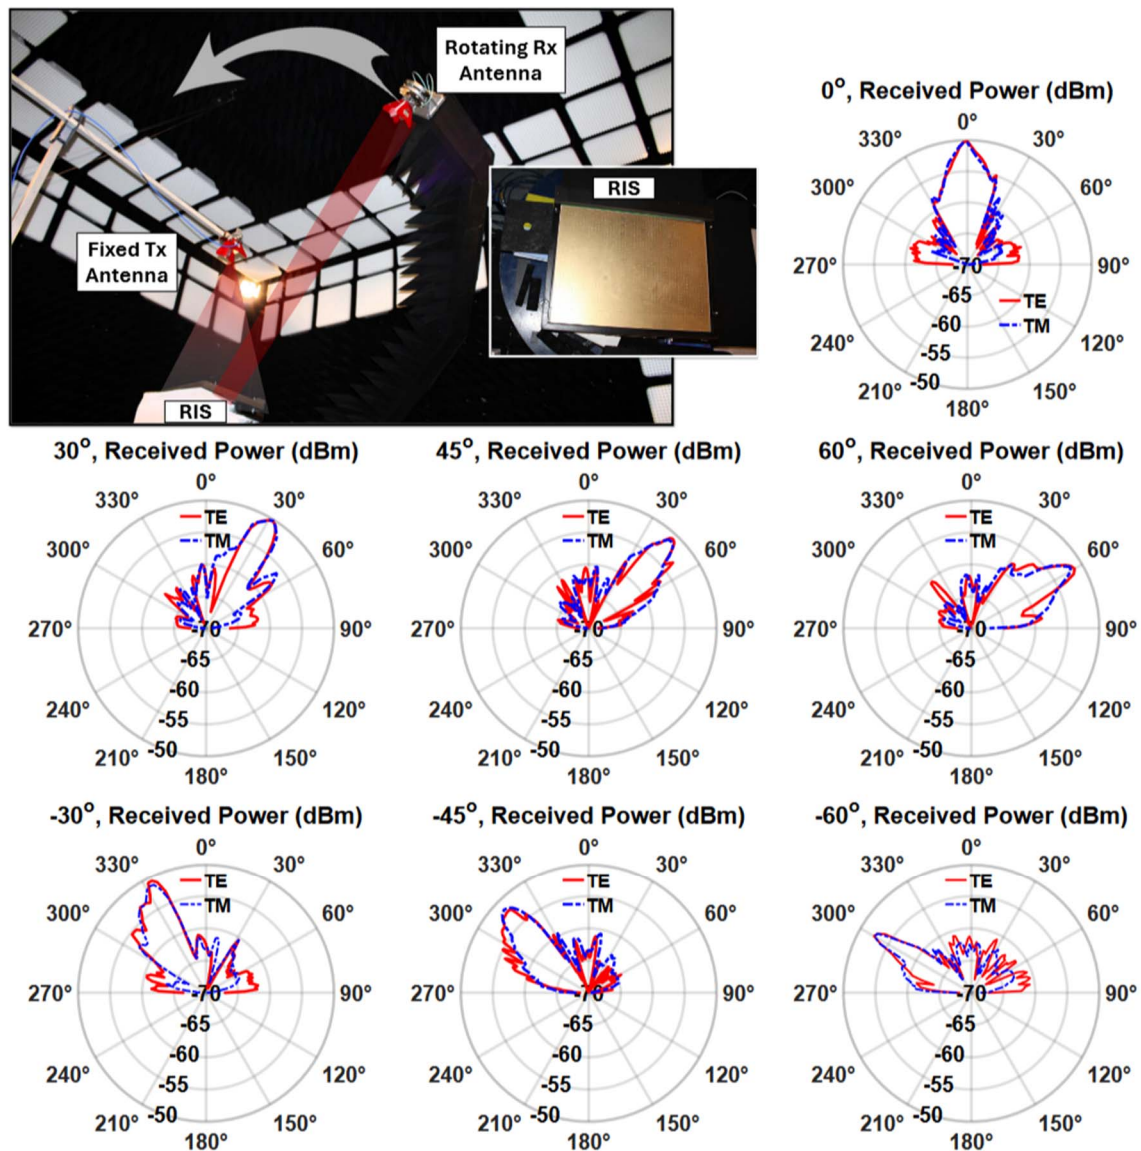 Rotating Rx
Antenna
Fixed Tx
Antenna
RIS
RIS
0°, Received Power (dBm)
0°
330° 30°
300° 60°
270° -70 90°
-65 TE
-60 TM
240° -55 120°
210° -50 150°
180°
30°, Received Power (dBm)
0°
330° 30°
TE
TM
300° 60°
270° -70 90°
-65
-60
240° -55 120°
210° -50 150°
180°
45°, Received Power (dBm)
0°
330° 30°
TE
TM
300° 60°
270° -70 90°
-65
-60
240° -55 120°
210° -50 150°
180°
60°, Received Power (dBm)
0°
330° 30°
TE
TM
300° 60°
270° -70 90°
-65
-60
240° -55 120°
210° -50 150°
180°
-30°, Received Power (dBm)
0°
330° 30°
TE
TM
300° 60°
270° -70 90°
-65
-60
240° -55 120°
210° -50 150°
180°
-45°, Received Power (dBm)
0°
330° 30°
TE
TM
300° 60°
270° -70 90°
-65
-60
240° -55 120°
210° -50 150°
180°
-60°, Received Power (dBm)
0°
330° 30°
TE
TM
300° 60°
270° -70 90°
-65
-60
240° -55 120°
210° -50 150°
180°